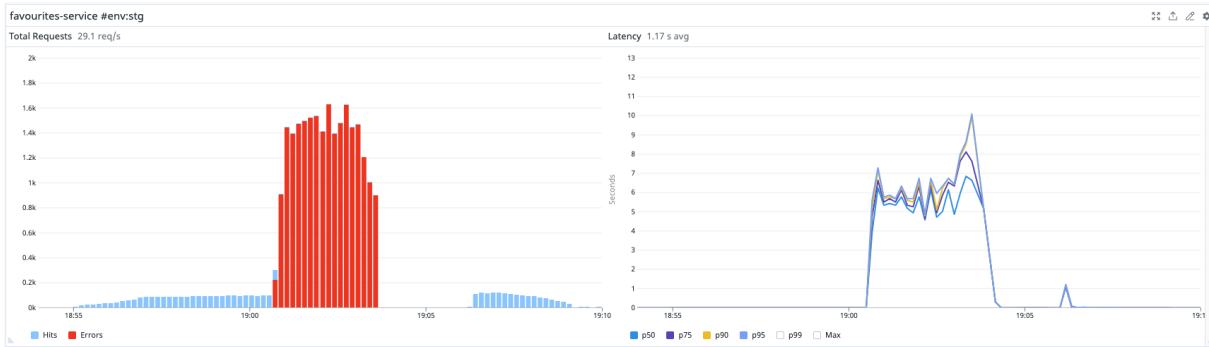 favourites-service #env:stg
Total Requests 29.1 req/s
2k
1.8k
1.6k
1.4k
1.2k
1k
0.8k
0.6k
0.4k
0.2k
0k
18:55 19:00 19:05 19:10
Hits Errors
Latency 1.17 s avg
13
12
11
10
9
8
7
6
5
4
3
2
1
0
Seconds
18:55 19:00 19:05 19:1
p50 p75 p90 p95 p99 Max